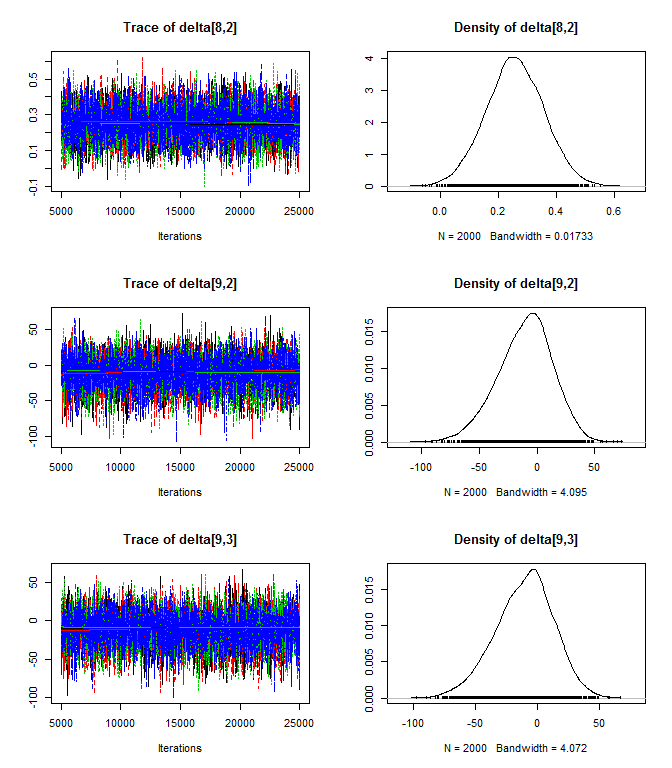 Trace of delta[8,2]
0.5
0.3
0.1
-0.1
5000 10000 15000 20000 25000
Iterations
Density of delta[8,2]
4
3
2
1
0
0.0 0.2 0.4 0.6
N = 2000 Bandwidth = 0.01733
Trace of delta[9,2]
50
0
-50
-100
5000 10000 15000 20000 25000
Iterations
Density of delta[9,2]
0.015
0.010
0.005
0.000
-100 -50 0 50
N = 2000 Bandwidth = 4.095
Trace of delta[9,3]
50
0
-50
-100
5000 10000 15000 20000 25000
Iterations
Density of delta[9,3]
0.015
0.010
0.005
0.000
-100 -50 0 50
N = 2000 Bandwidth = 4.072